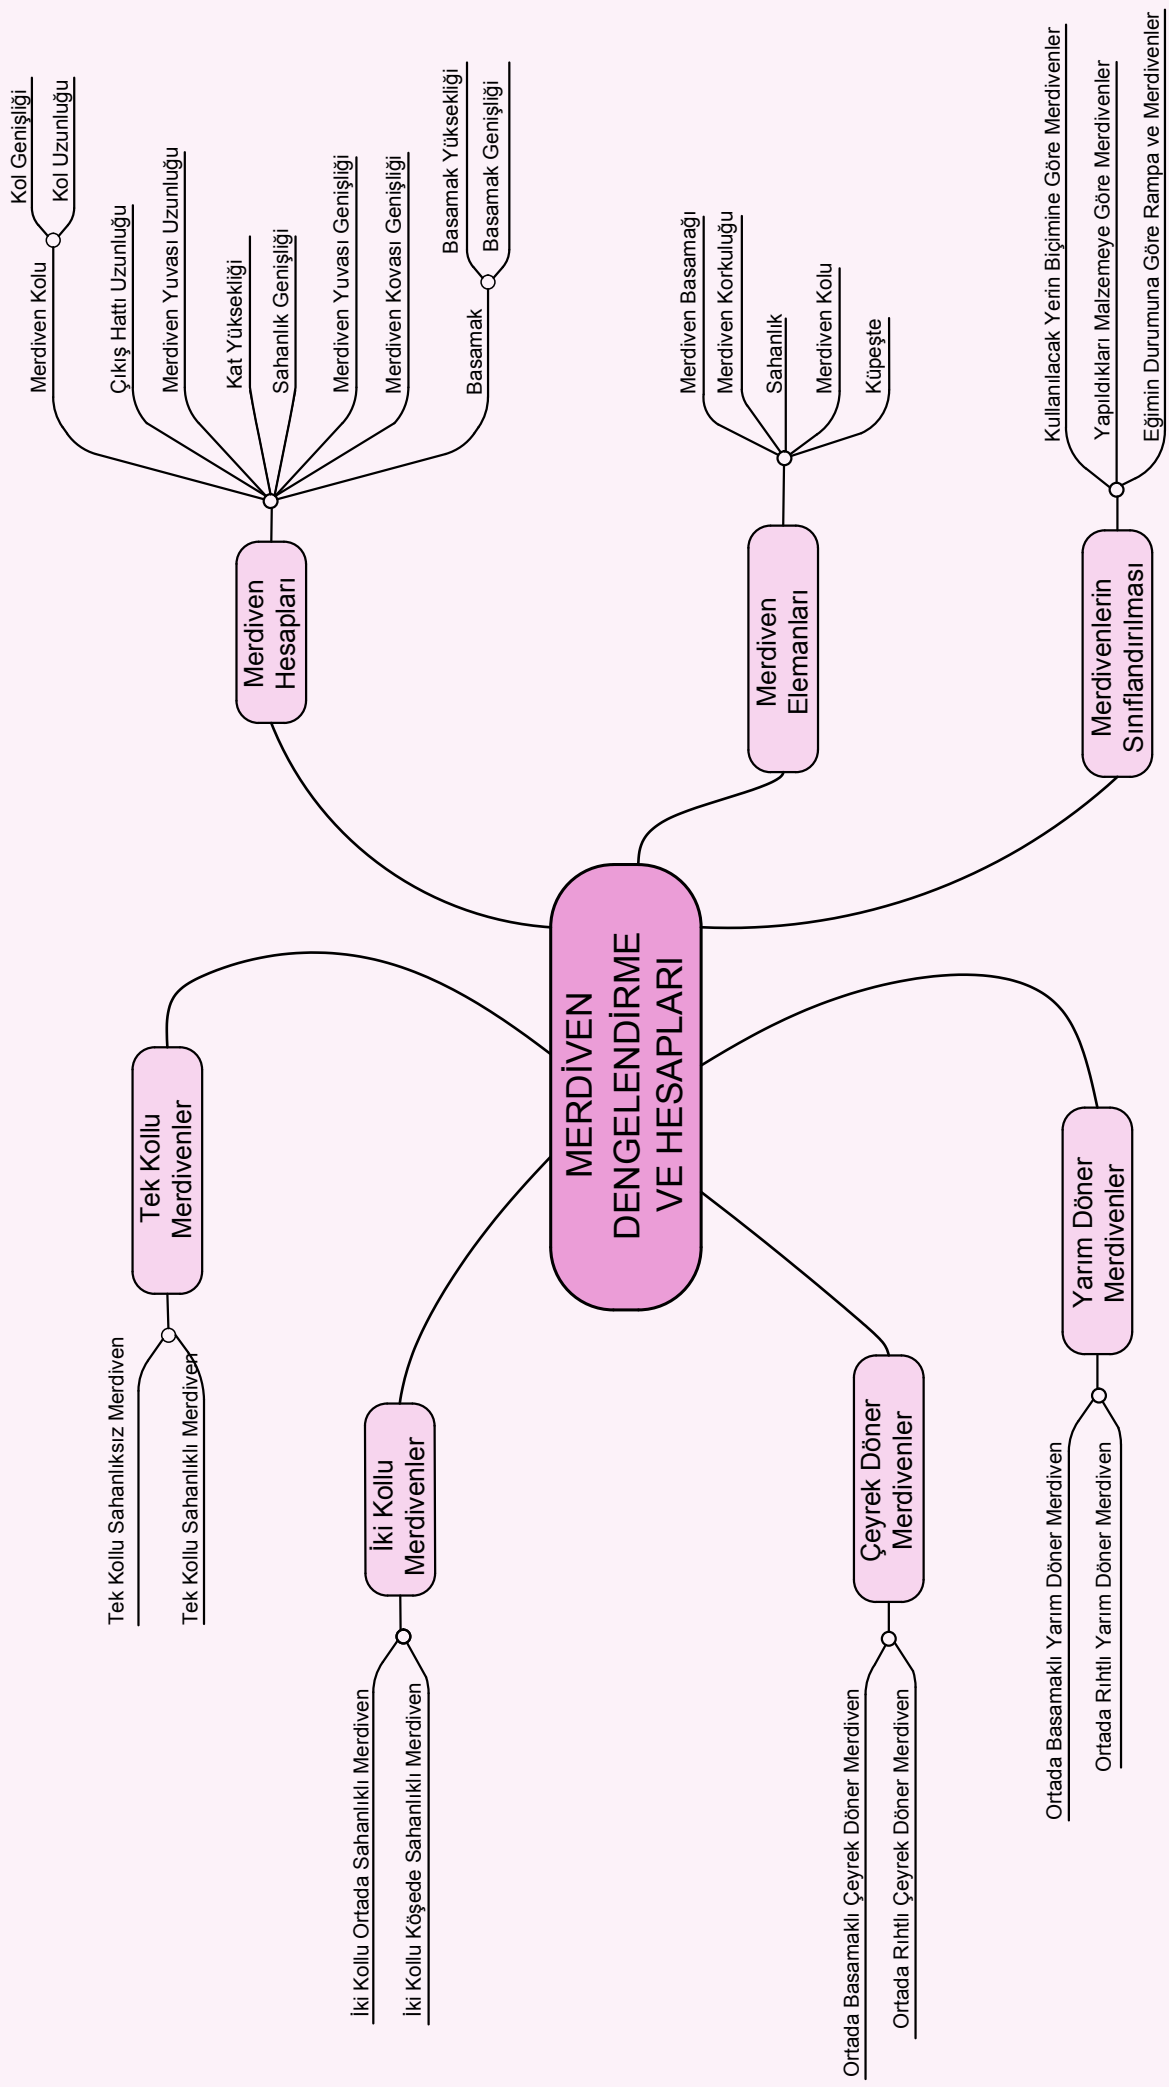 MERDİVEN
DENGELENDİRME
VE HESAPLARI
Tek Kollu
Merdivenler
Tek Kollu Sahanlıksız Merdiven
Tek Kollu Sahanlıklı Merdiven
İki Kollu
Merdivenler
İki Kollu Ortada Sahanlıklı Merdiven
İki Kollu Köşede Sahanlıklı Merdiven
Çeyrek Döner
Merdivenler
Ortada Basamaklı Çeyrek Döner Merdiven
Ortada Rıhtlı Çeyrek Döner Merdiven
Yarım Döner
Merdivenler
Ortada Basamaklı Yarım Döner Merdiven
Ortada Rıhtlı Yarım Döner Merdiven
Merdiven
Hesapları
Merdiven Kolu
Kol Genişliği
Kol Uzunluğu
Çıkış Hattı Uzunluğu
Merdiven Yuvası Uzunluğu
Kat Yüksekliği
Sahanlık Genişliği
Merdiven Yuvası Genişliği
Merdiven Kovası Genişliği
Basamak
Basamak Yüksekliği
Basamak Genişliği
Merdiven
Elemanları
Merdiven Basamağı
Merdiven Korkuluğu
Sahanlık
Merdiven Kolu
Küpeşte
Merdivenlerin
Sınıflandırılması
Kullanılacak Yerin Biçimine Göre Merdivenler
Yapıldıkları Malzemeye Göre Merdivenler
Eğimin Durumuna Göre Rampa ve Merdivenler